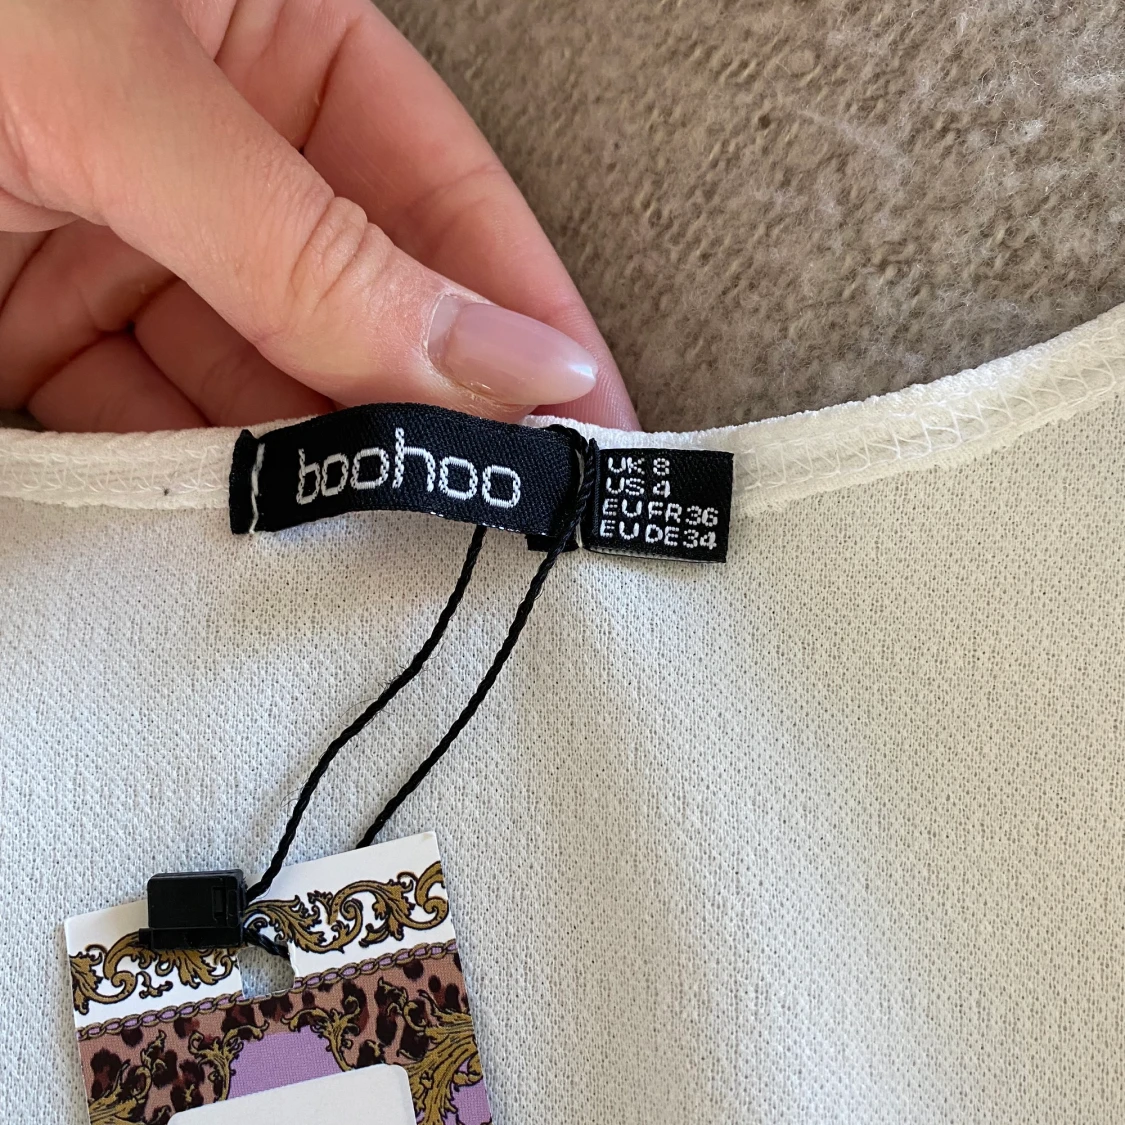 boohoo
UK 8
US 4
EU FR 36
EU DE 34